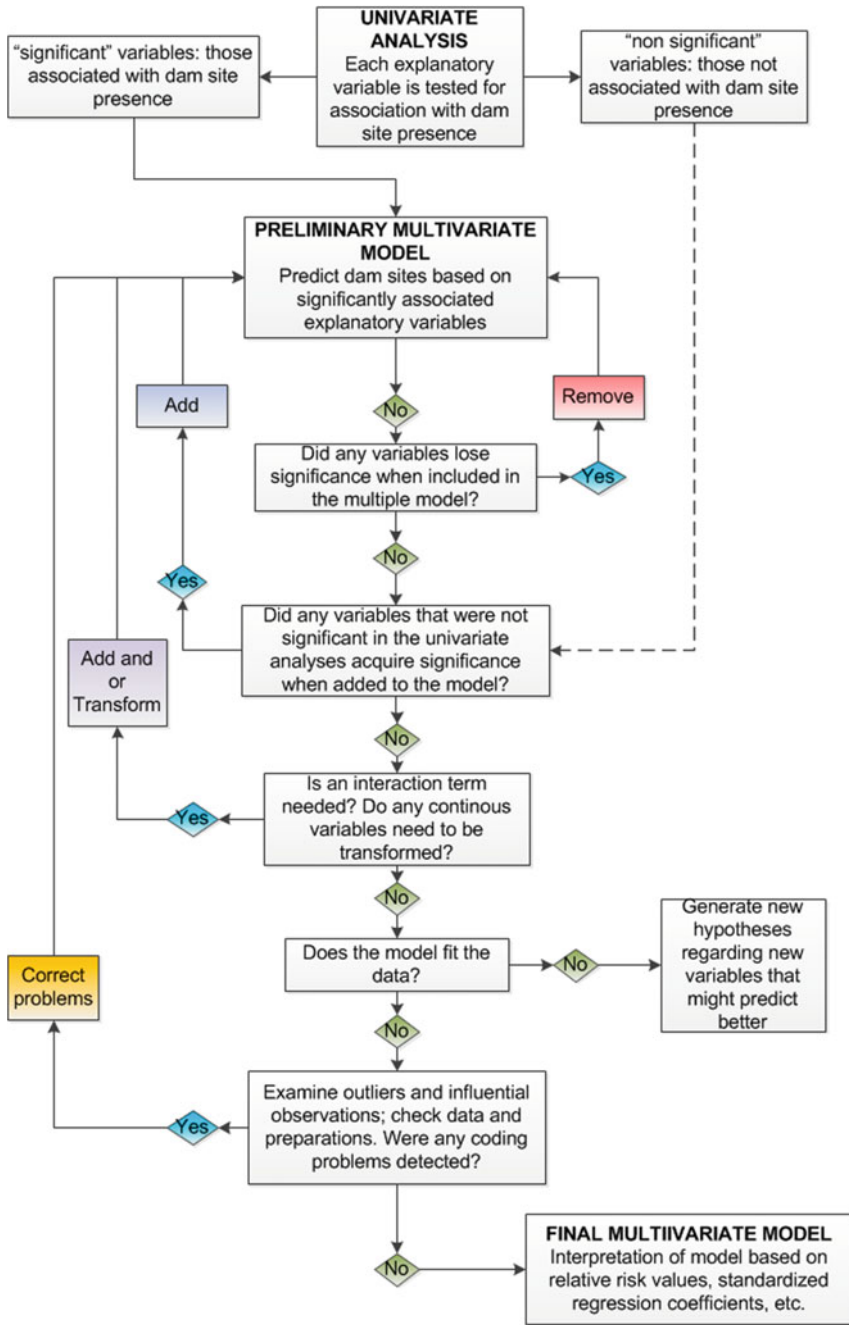 UNIVARIATE
ANALYSIS
Each explanatory
variable is tested for
association with dam
site presence
“significant” variables: those
associated with dam site
presence
“non significant”
variables: those not
associated with dam site
presence
PRELIMINARY MULTIVARIATE
MODEL
Predict dam sites based on
significantly associated
explanatory variables
Add
No
Remove
Did any variables lose
significance when included in
the multiple model?
Yes
No
Yes
Did any variables that were not
significant in the univariate
analyses acquire significance
when added to the model?
Add and
or
Transform
No
Is an interaction term
needed? Do any continous
variables need to be
transformed?
Yes
No
Does the model fit the
data?
No
Generate new
hypotheses
regarding new
variables that
might predict
better
Correct
problems
No
Examine outliers and influential
observations; check data and
preparations. Were any coding
problems detected?
Yes
No
FINAL MULTIIVARIATE MODEL
Interpretation of model based on
relative risk values, standardized
regression coefficients, etc.